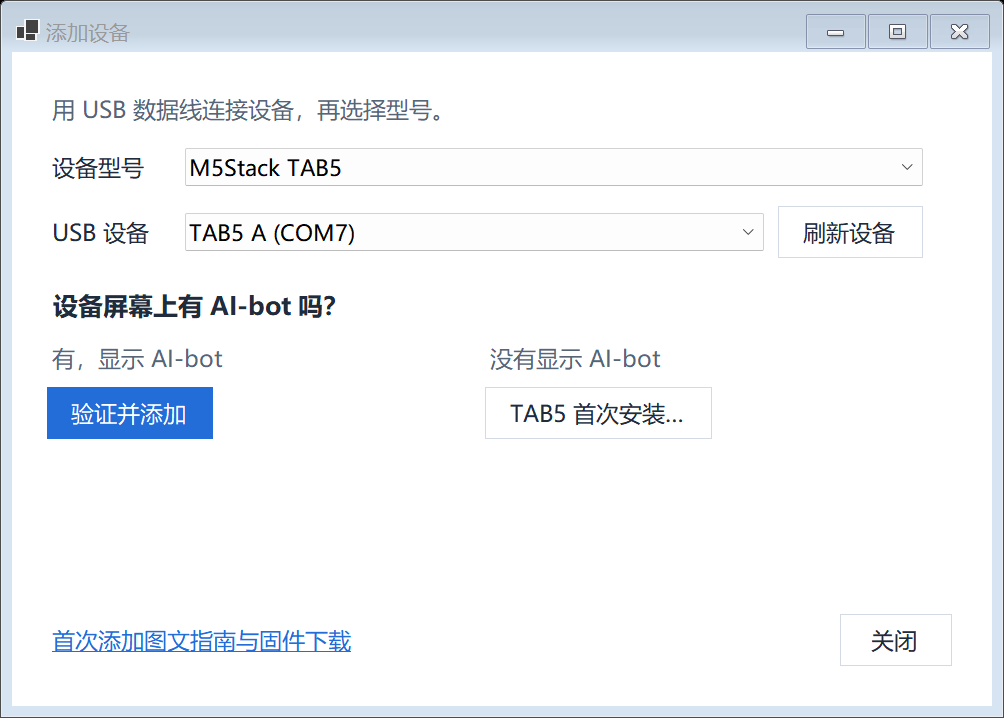 添加设备
用 USB 数据线连接设备，再选择型号。
设备型号 M5Stack TAB5
USB 设备 TAB5 A (COM7) 刷新设备
设备屏幕上有 AI-bot 吗？
有，显示 AI-bot 没有显示 AI-bot
验证并添加 TAB5 首次安装...
首次添加图文指南与固件下载 关闭